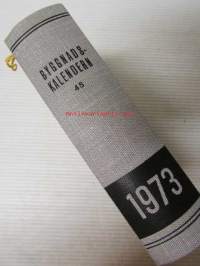 BYGGNADS-
KALENDERN
45
1973